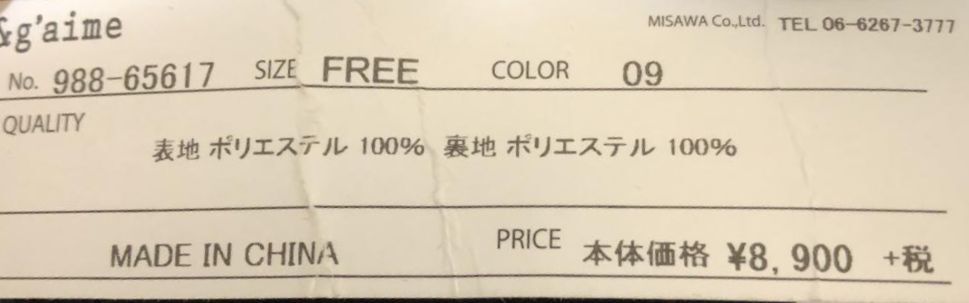 &g'aime
MISAWA Co.,Ltd. TEL 06-6267-3777
No. 988-65617 SIZE FREE COLOR 09
QUALITY
表地 ポリエステル 100% 裏地 ポリエステル 100%
MADE IN CHINA PRICE 本体価格 ¥8,900 +税